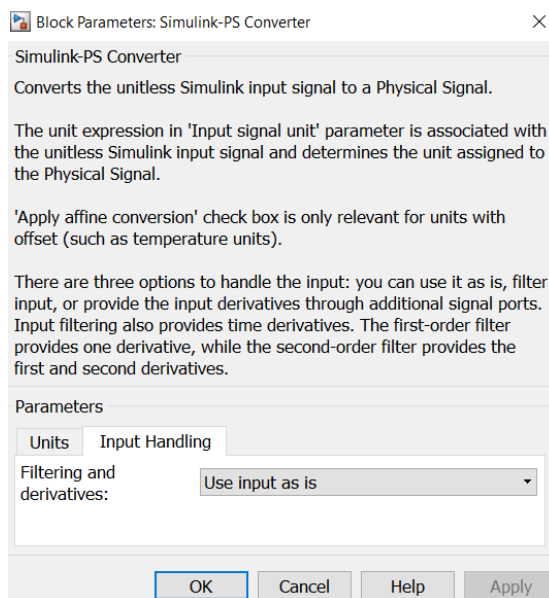 Block Parameters: Simulink-PS Converter
Simulink-PS Converter
Converts the unitless Simulink input signal to a Physical Signal.
The unit expression in 'Input signal unit' parameter is associated with
the unitless Simulink input signal and determines the unit assigned to
the Physical Signal.
'Apply affine conversion' check box is only relevant for units with
offset (such as temperature units).
There are three options to handle the input: you can use it as is, filter
input, or provide the input derivatives through additional signal ports.
Input filtering also provides time derivatives. The first-order filter
provides one derivative, while the second-order filter provides the
first and second derivatives.
Parameters
Units Input Handling
Filtering and
derivatives:
Use input as is
OK Cancel Help Apply